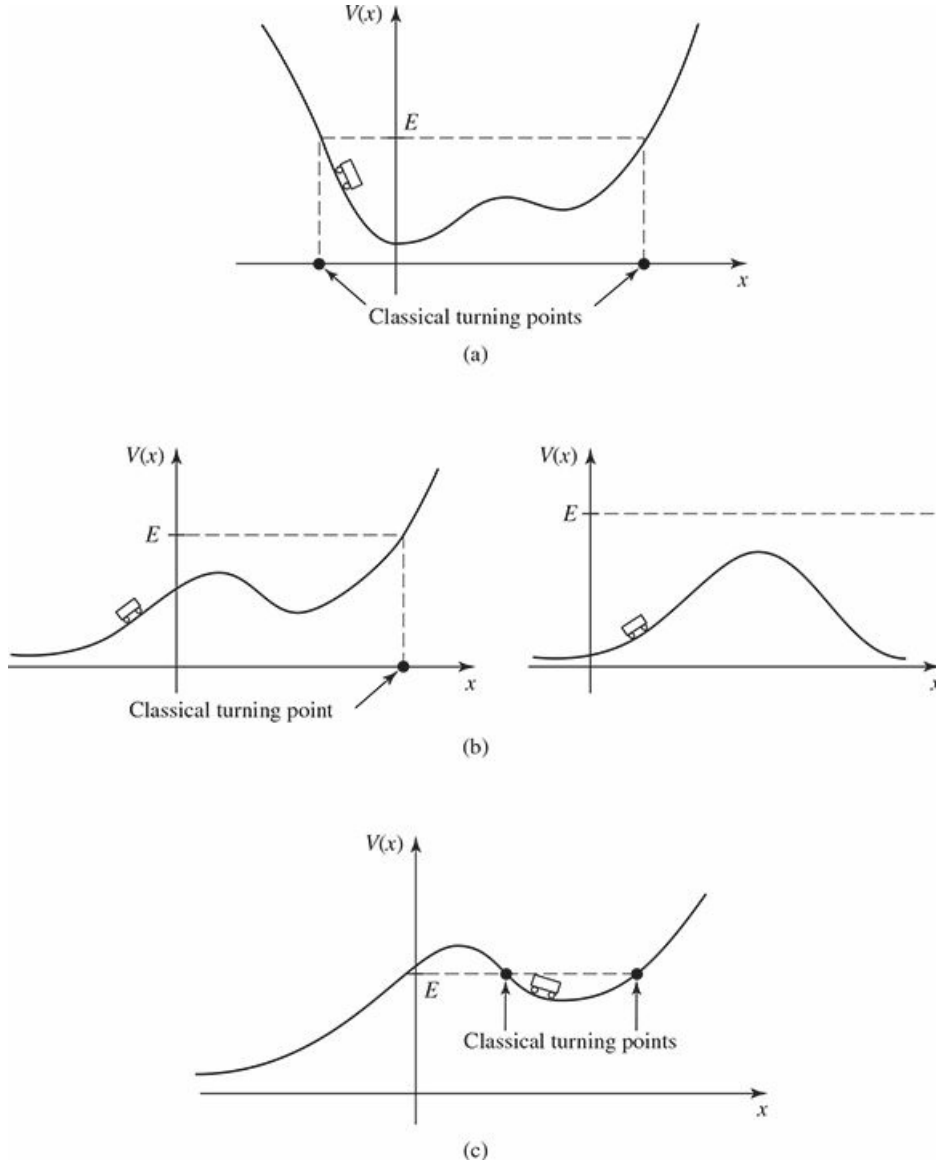 V(x)
E
x
Classical turning points
(a)
V(x)
E
x
Classical turning point
V(x)
E
x
(b)
V(x)
E
x
Classical turning points
(c)